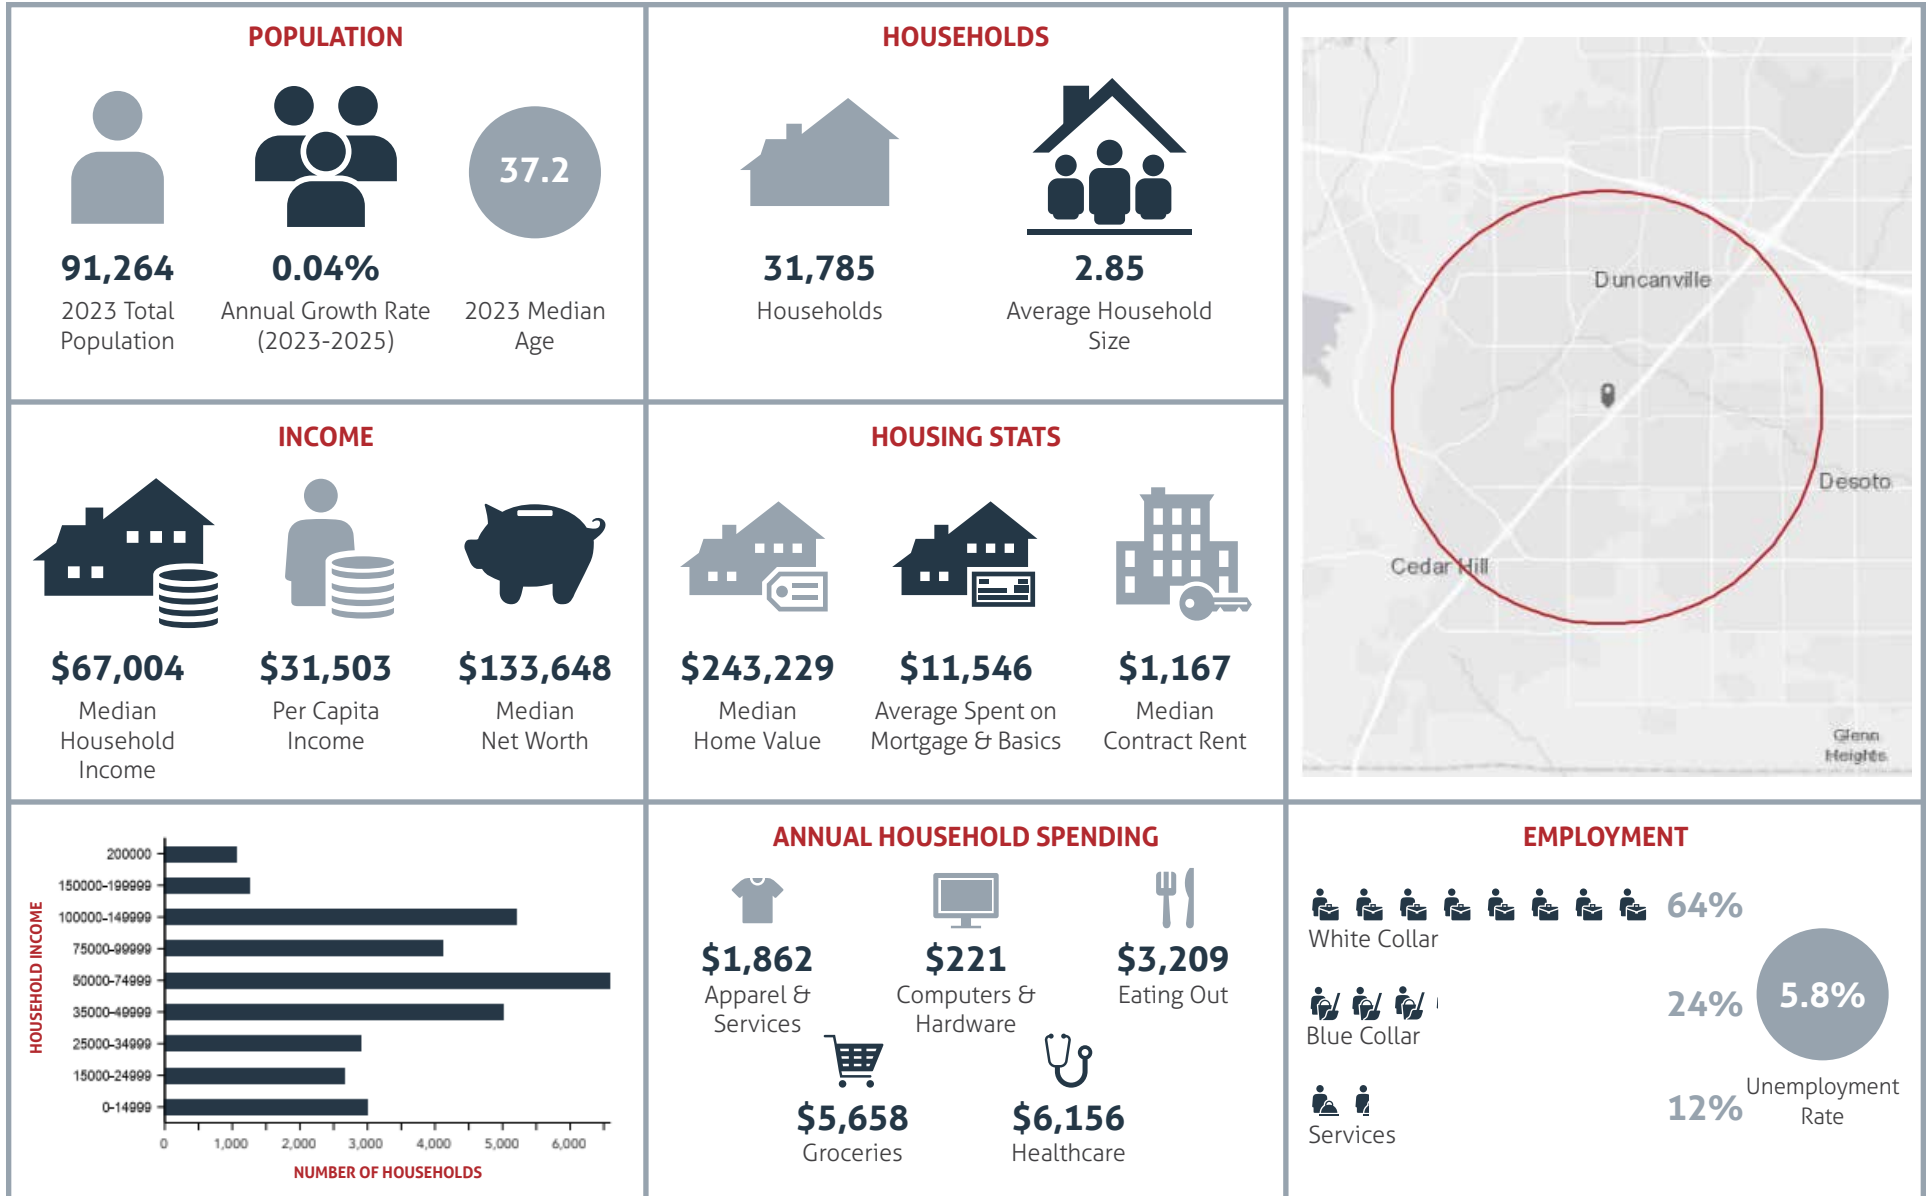 POPULATION
37.2
91,264
2023 Total
Population
0.04%
Annual Growth Rate
(2023-2025)
2023 Median
Age
HOUSEHOLDS
31,785
Households
2.85
Average Household
Size
Duncanville
Desoto
Cedar Hill
Glenn
Heights
INCOME
$67,004
Median
Household
Income
$31,503
Per Capita
Income
$133,648
Median
Net Worth
HOUSING STATS
$243,229
Median
Home Value
$11,546
Average Spent on
Mortgage & Basics
$1,167
Median
Contract Rent
HOUSEHOLD INCOME
200000
150000-199999
100000-149999
75000-99999
50000-74999
35000-49999
25000-34999
15000-24999
0-14999
0 1,000 2,000 3,000 4,000 5,000 6,000
NUMBER OF HOUSEHOLDS
ANNUAL HOUSEHOLD SPENDING
$1,862
Apparel &
Services
$221
Computers &
Hardware
$3,209
Eating Out
$5,658
Groceries
$6,156
Healthcare
EMPLOYMENT
64%
White Collar
24%
Blue Collar
12%
Services
5.8%
Unemployment
Rate